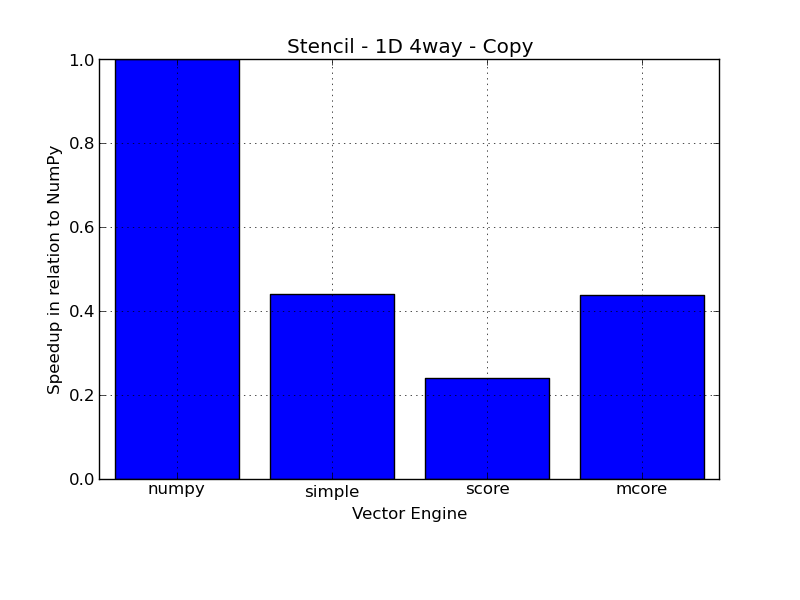 Stencil - 1D 4way - Copy
Speedup in relation to NumPy
1.0
0.8
0.6
0.4
0.2
0.0
numpy simple score mcore
Vector Engine